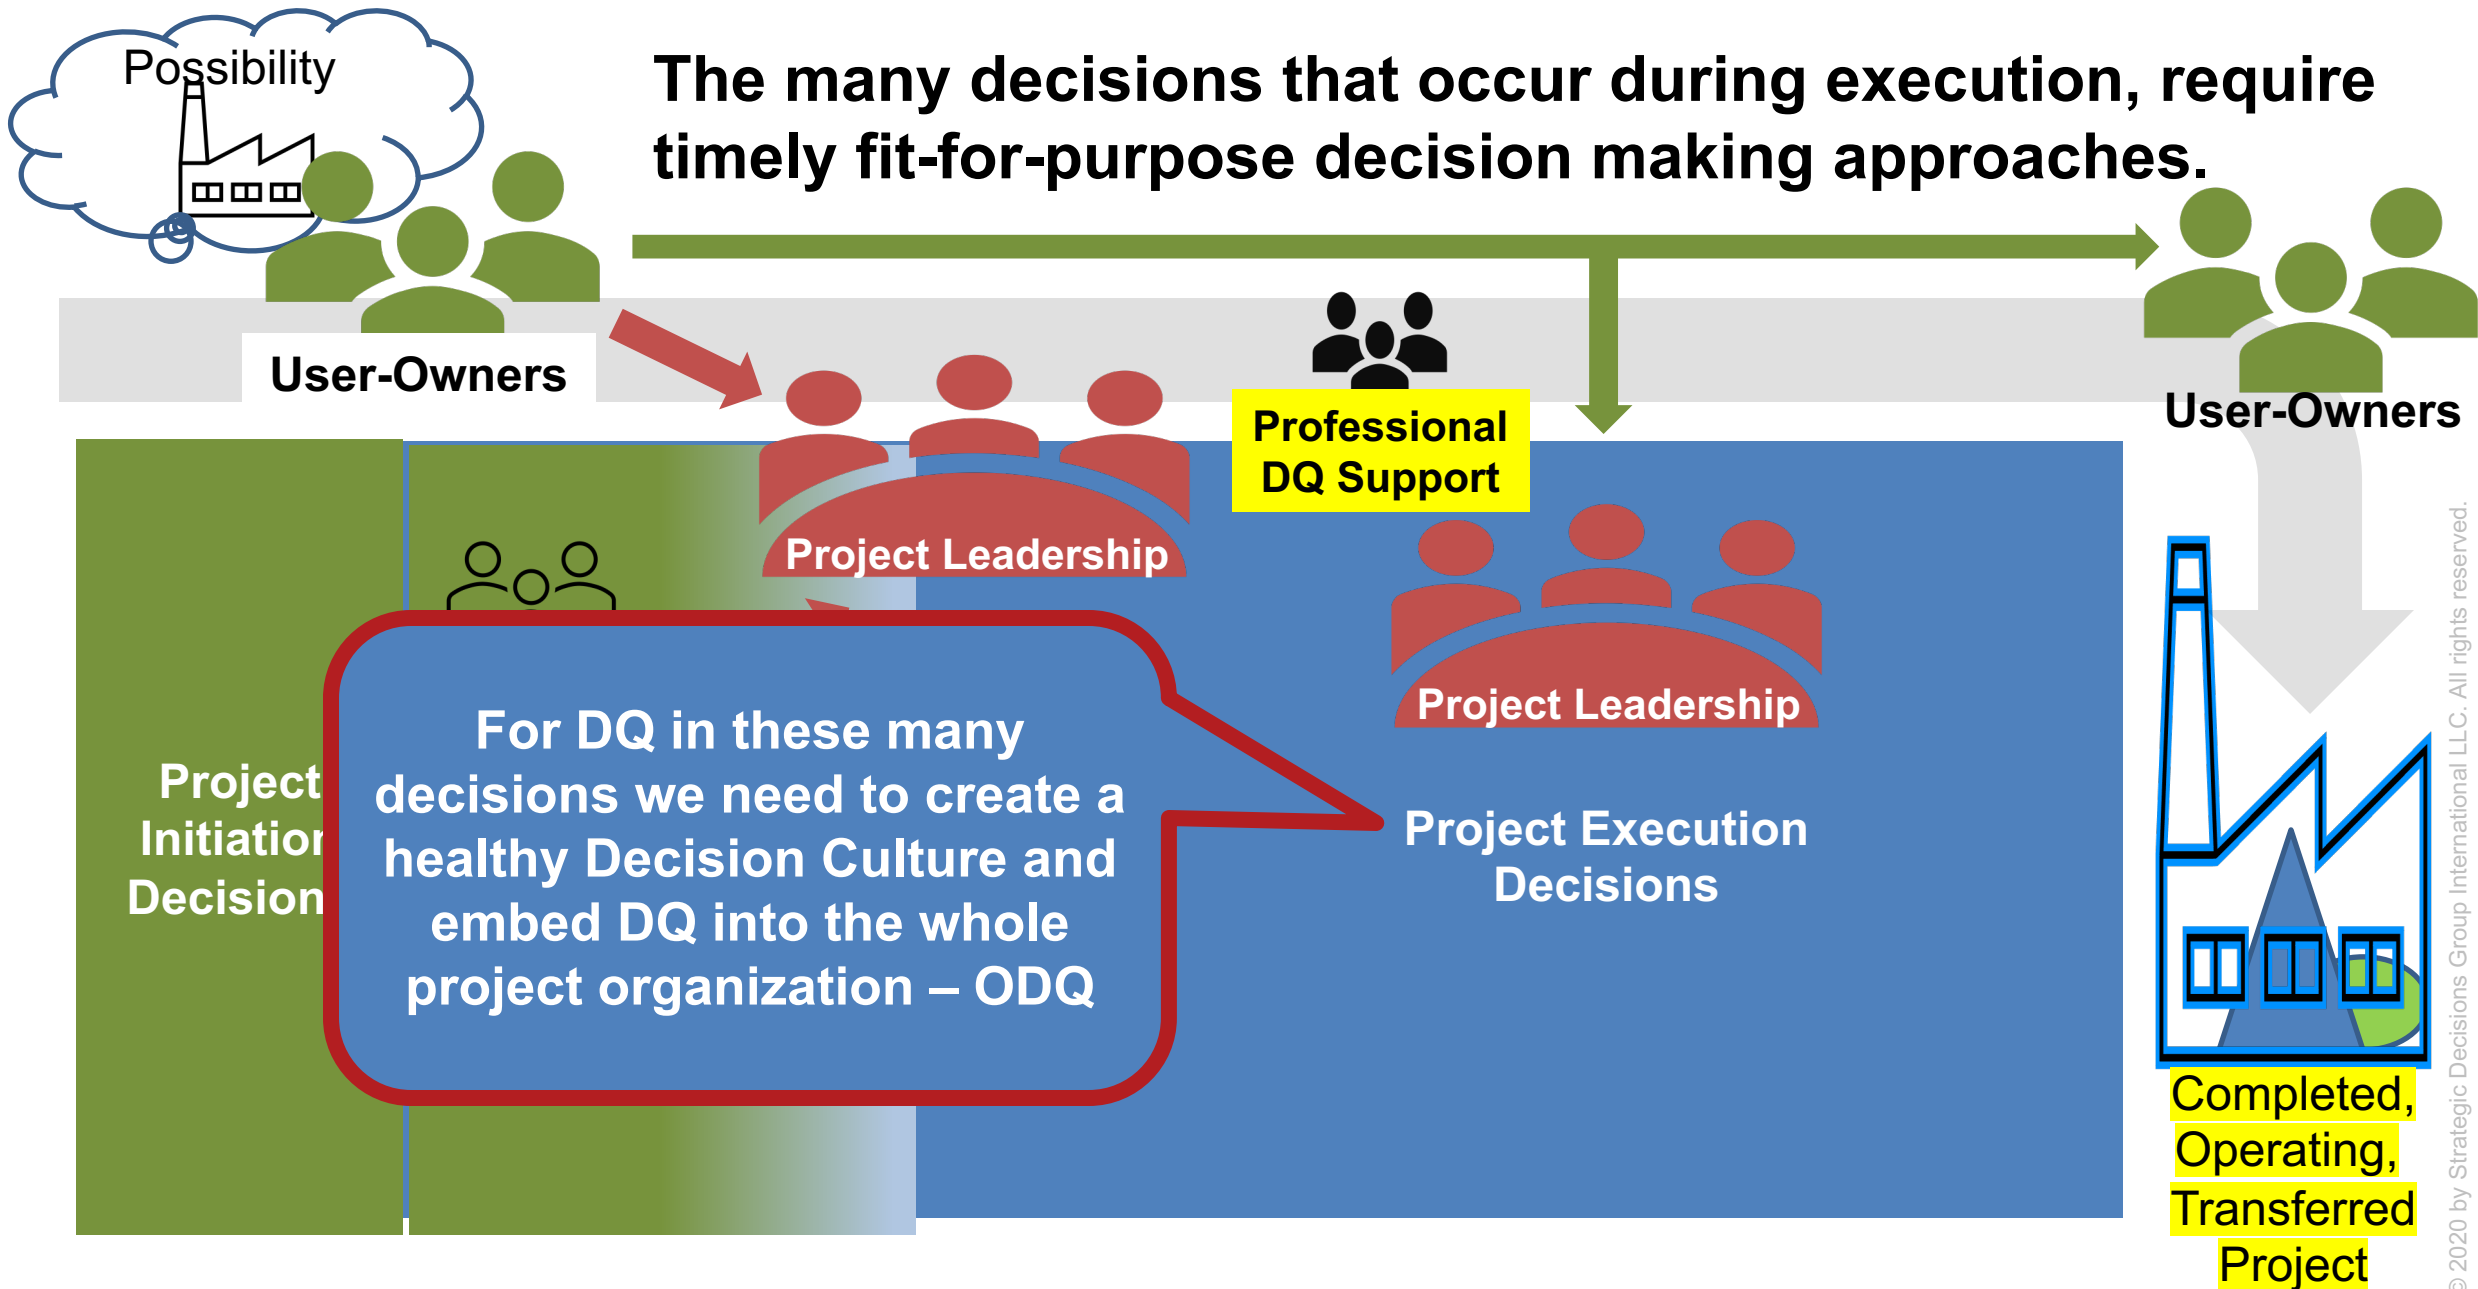 Possibility
The many decisions that occur during execution, require
timely fit-for-purpose decision making approaches.
User-Owners
Professional
DQ Support
User-Owners
Project Leadership
Project Leadership
Project
Initiation
Decision
For DQ in these many
decisions we need to create a
healthy Decision Culture and
embed DQ into the whole
project organization – ODQ
Project Execution
Decisions
Completed,
Operating,
Transferred
Project
© 2020 by Strategic Decisions Group International LLC. All rights reserved.